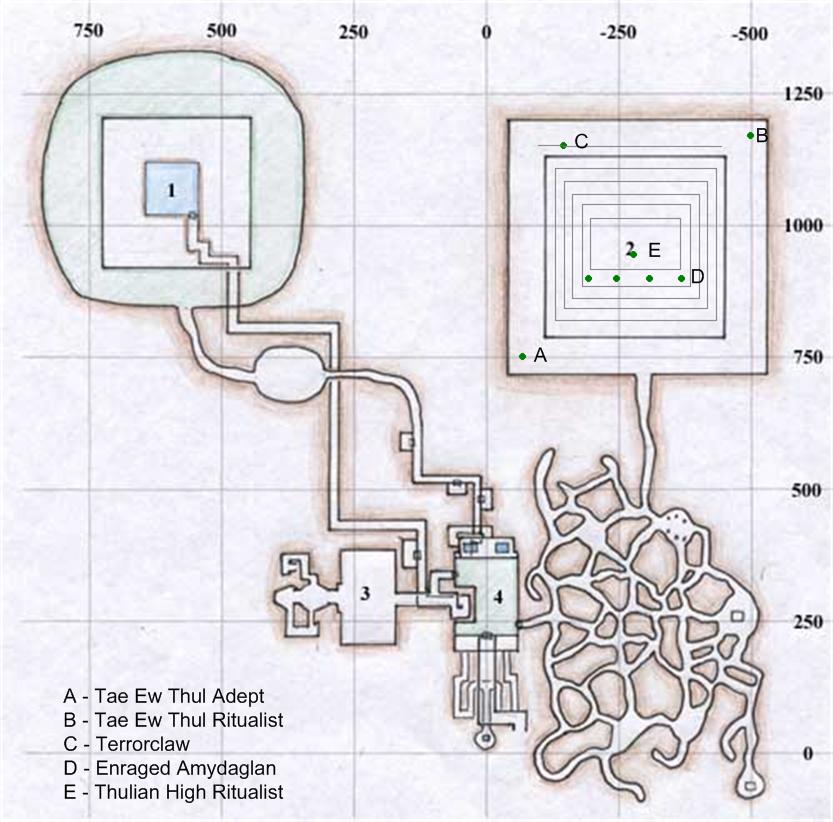 750 500 250 0 -250 -500
1250
C
B
1
1000
2 E
D
A
750
500
3
4
250
A - Tae Ew Thul Adept
B - Tae Ew Thul Ritualist
C - Terrorclaw
0
D - Enraged Amydaglan
E - Thulian High Ritualist